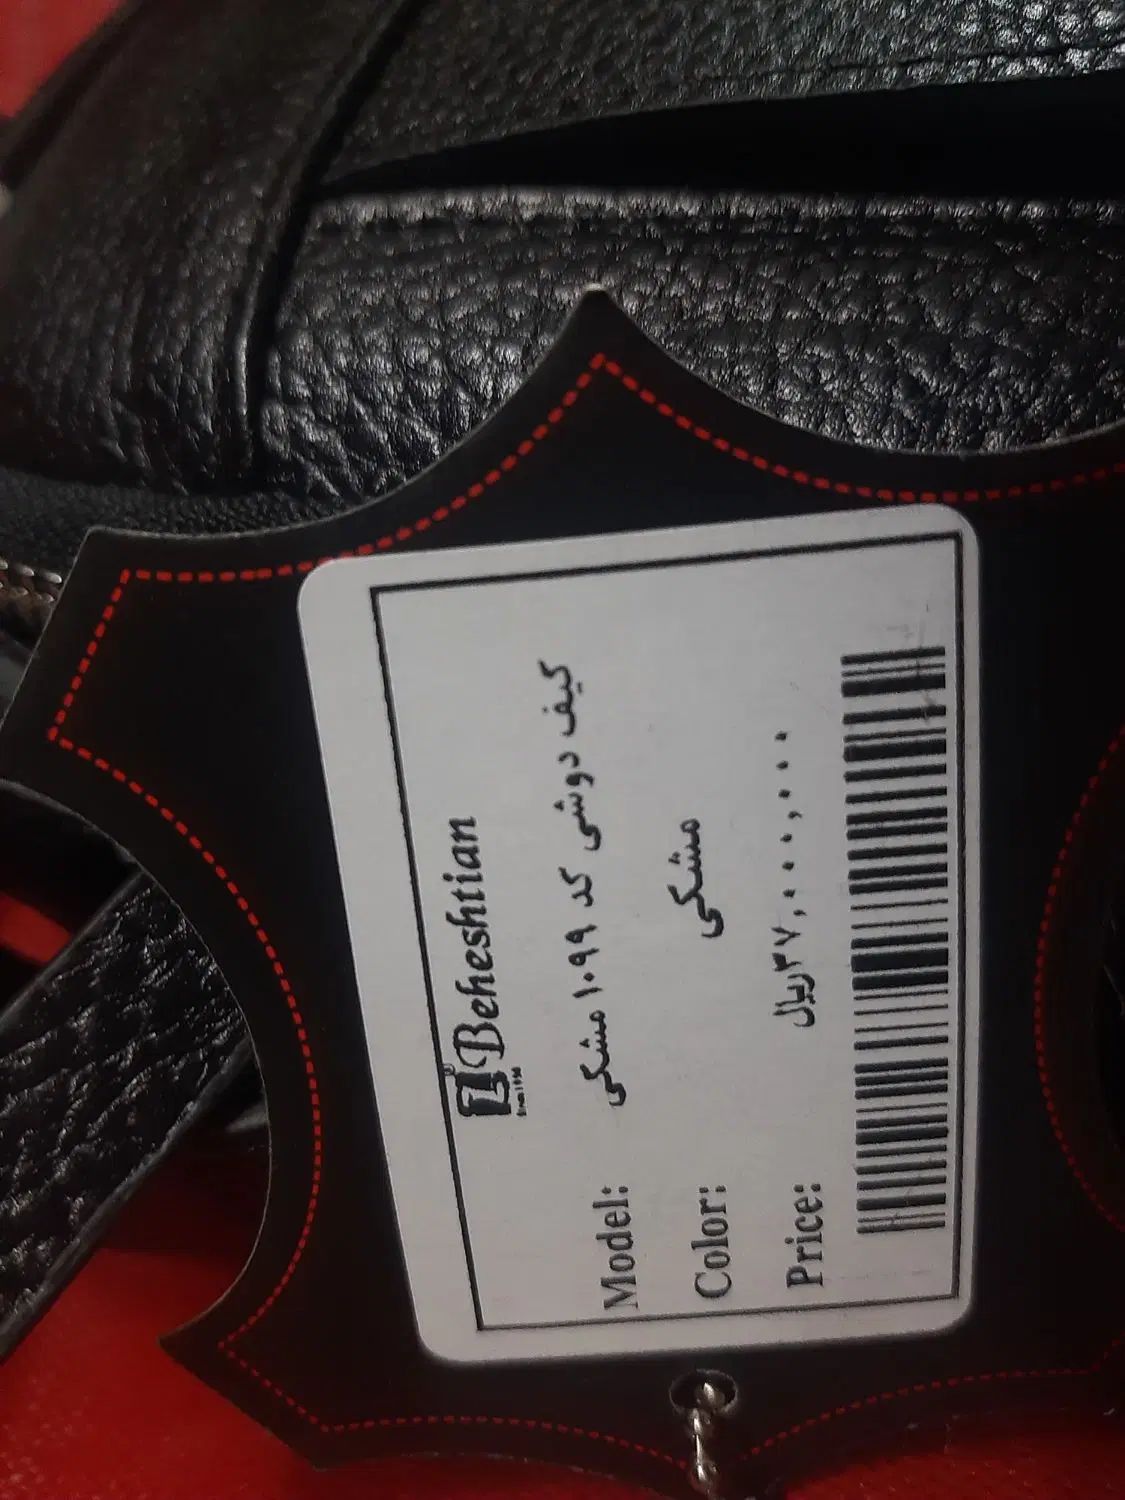 Beheshtian
Model: کیف دوشی کد ۱۰۹۹ مشکی
Color: مشکی
Price: ۳۷,۰۰۰,۰۰۰ریال